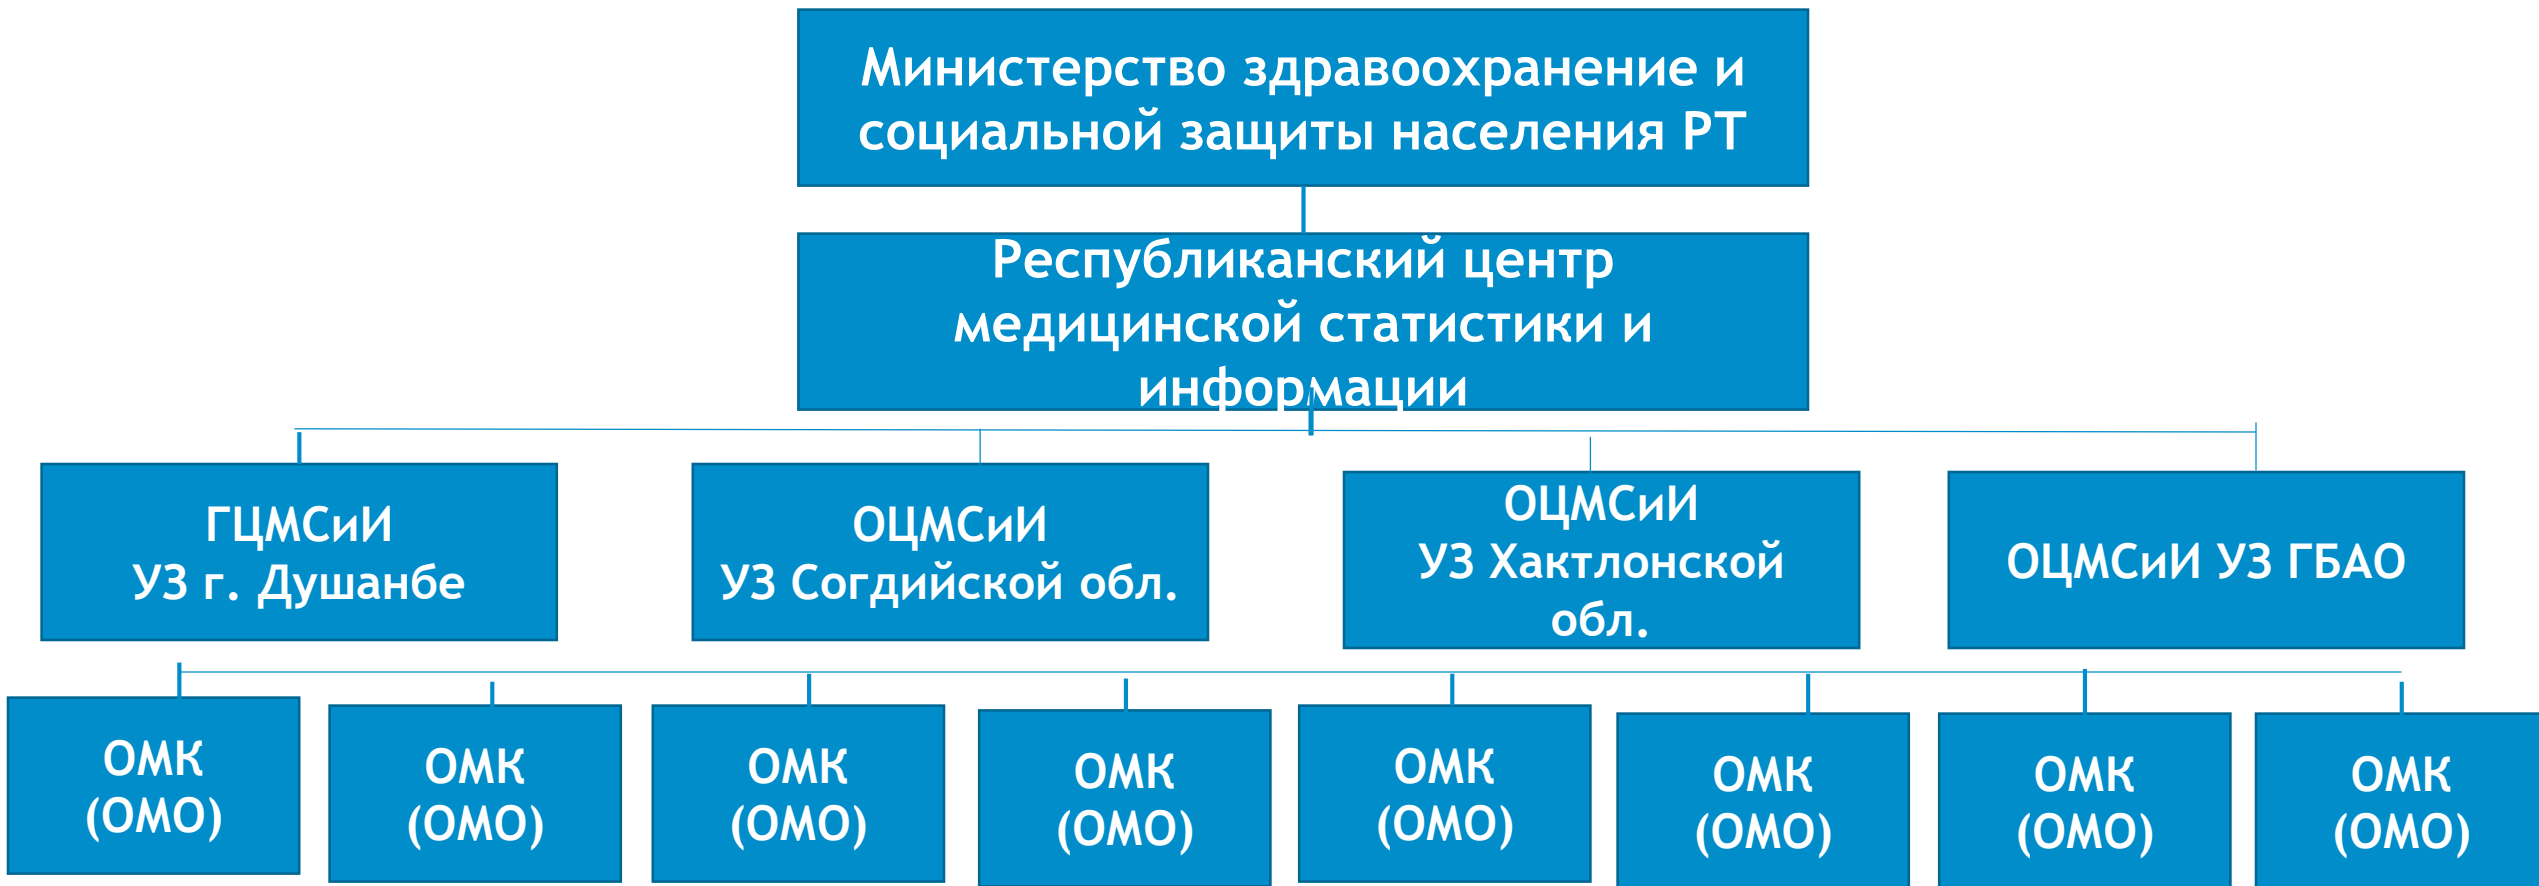 Министерство здравоохранение и
социальной защиты населения РТ
Республиканский центр
медицинской статистики и
информации
ГЦМСиИ
УЗ г. Душанбе
ОЦМСиИ
УЗ Согдийской обл.
ОЦМСиИ
УЗ Хактлонской
обл.
ОЦМСиИ УЗ ГБАО
ОМК
(ОМО)
ОМК
(ОМО)
ОМК
(ОМО)
ОМК
(ОМО)
ОМК
(ОМО)
ОМК
(ОМО)
ОМК
(ОМО)
ОМК
(ОМО)